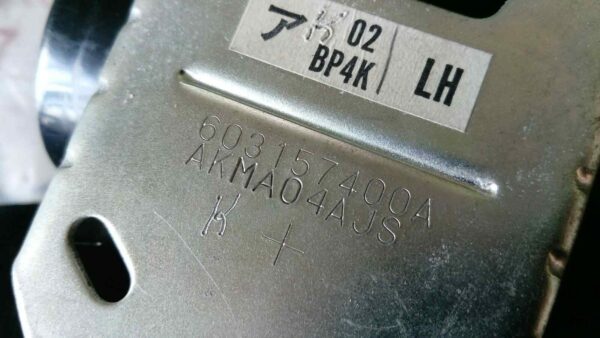 ア K 02
BP4K LH
603157400A
AKMA04AJS
K